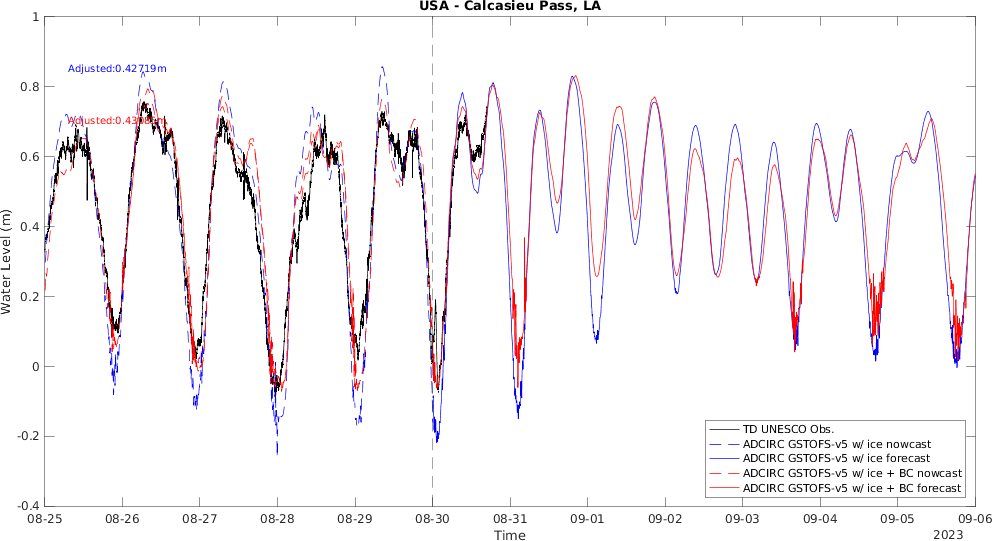 USA - Calcasieu Pass, LA
Adjusted:0.42719m
Water Level (m)
1
0.8
0.6
0.4
0.2
0
-0.2
-0.4
TD UNESCO Obs.
ADCIRC GSTOFS-v5 w/ ice nowcast
ADCIRC GSTOFS-v5 w/ ice forecast
ADCIRC GSTOFS-v5 w/ ice + BC nowcast
ADCIRC GSTOFS-v5 w/ ice + BC forecast
08-25 08-26 08-27 08-28 08-29 08-30 08-31 09-01 09-02 09-03 09-04 09-05 09-06
Time
2023